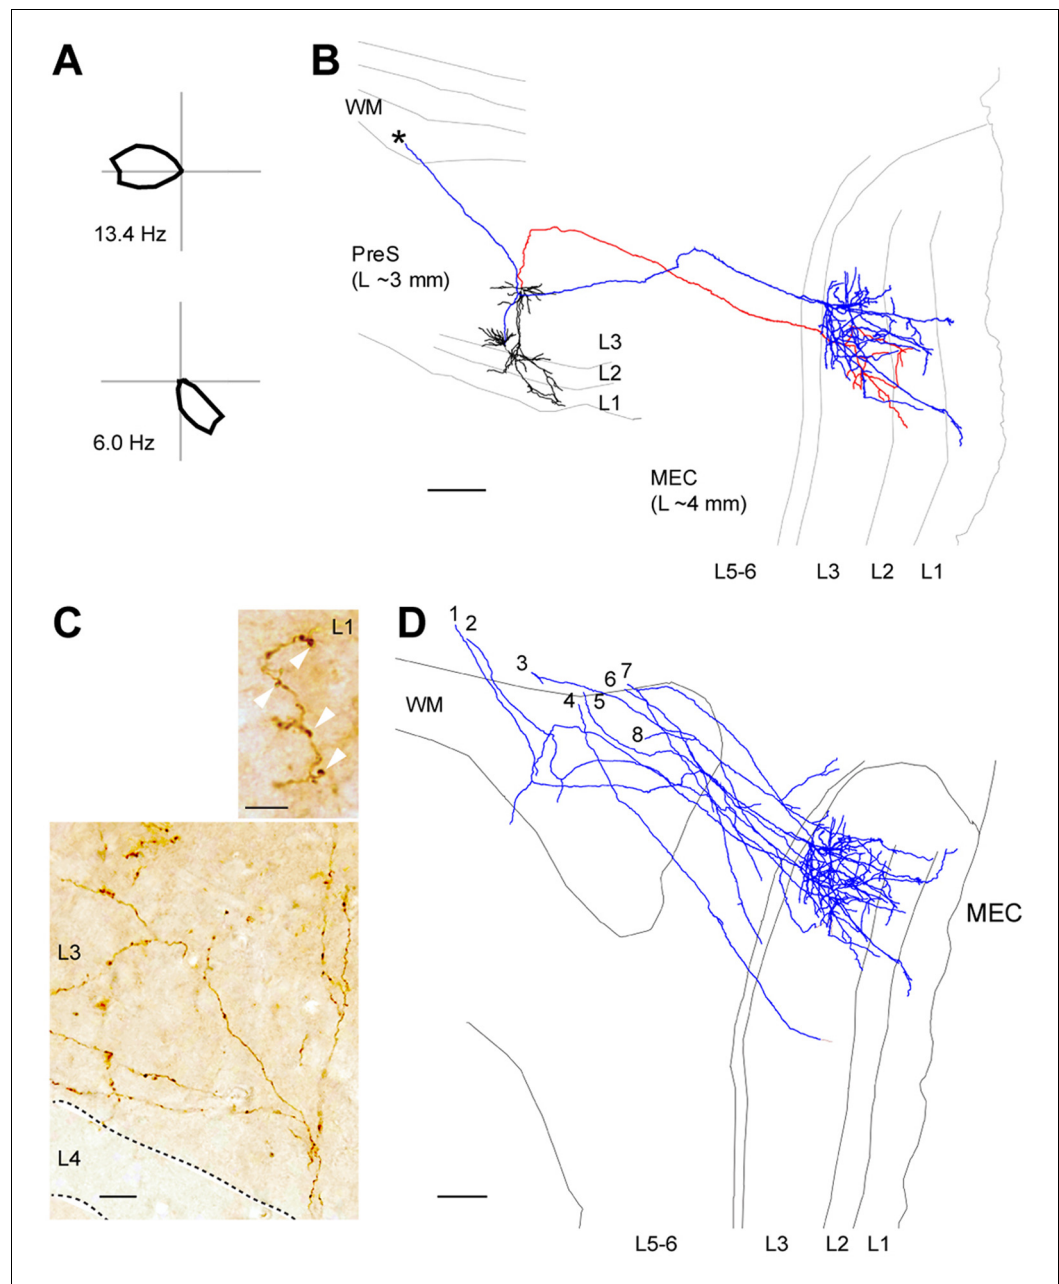 A
B
WM
*
13.4 Hz
PreS
(L ~3 mm)
L3
L2
L1
6.0 Hz
MEC
(L ~4 mm)
L5-6 L3 L2 L1
C
L1
D
1 2
3
4 5 6 7
8
WM
L3
MEC
L4
L5-6 L3 L2 L1